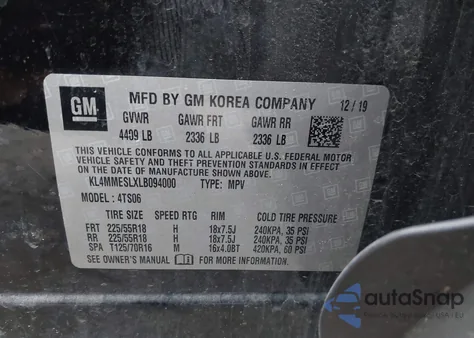 GM
MFD BY GM KOREA COMPANY 12/19
GVWR GAWR FRT GAWR RR
4499 LB 2336 LB 2336 LB
THIS VEHICLE CONFORMS TO ALL APPLICABLE U.S. FEDERAL MOTOR
VEHICLE SAFETY AND THEFT PREVENTION STANDARDS IN EFFECT
ON THE DATE OF MANUFACTURE SHOWN ABOVE.
KL4MMESLXLB094000 TYPE: MPV
MODEL: 4TS06
TIRE SIZE SPEED RTG RIM COLD TIRE PRESSURE
FRT 225/55R18 H 18x7.5J 240KPA, 35 PSI
RR 225/55R18 H 18x7.5J 240KPA, 35 PSI
SPA T125/70R16 M 16x4.0BT 420KPA, 60 PSI
SEE OWNER'S MANUAL FOR MORE INFORMATION
autoSnap